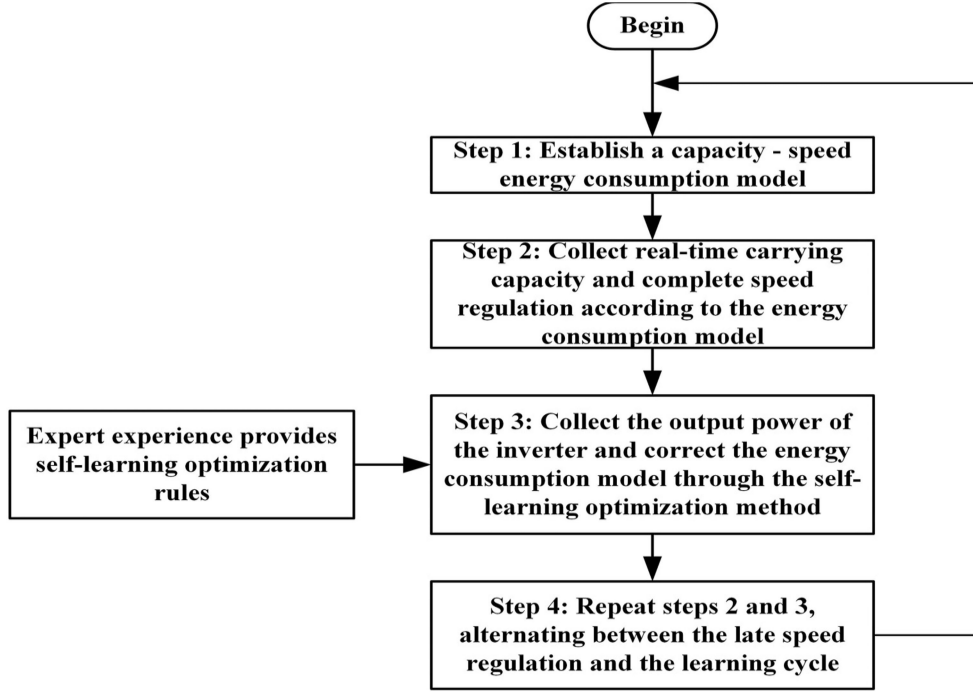 Begin
Step 1: Establish a capacity - speed
energy consumption model
Step 2: Collect real-time carrying
capacity and complete speed
regulation according to the energy
consumption model
Expert experience provides
self-learning optimization
rules
Step 3: Collect the output power of
the inverter and correct the energy
consumption model through the self-
learning optimization method
Step 4: Repeat steps 2 and 3,
alternating between the late speed
regulation and the learning cycle